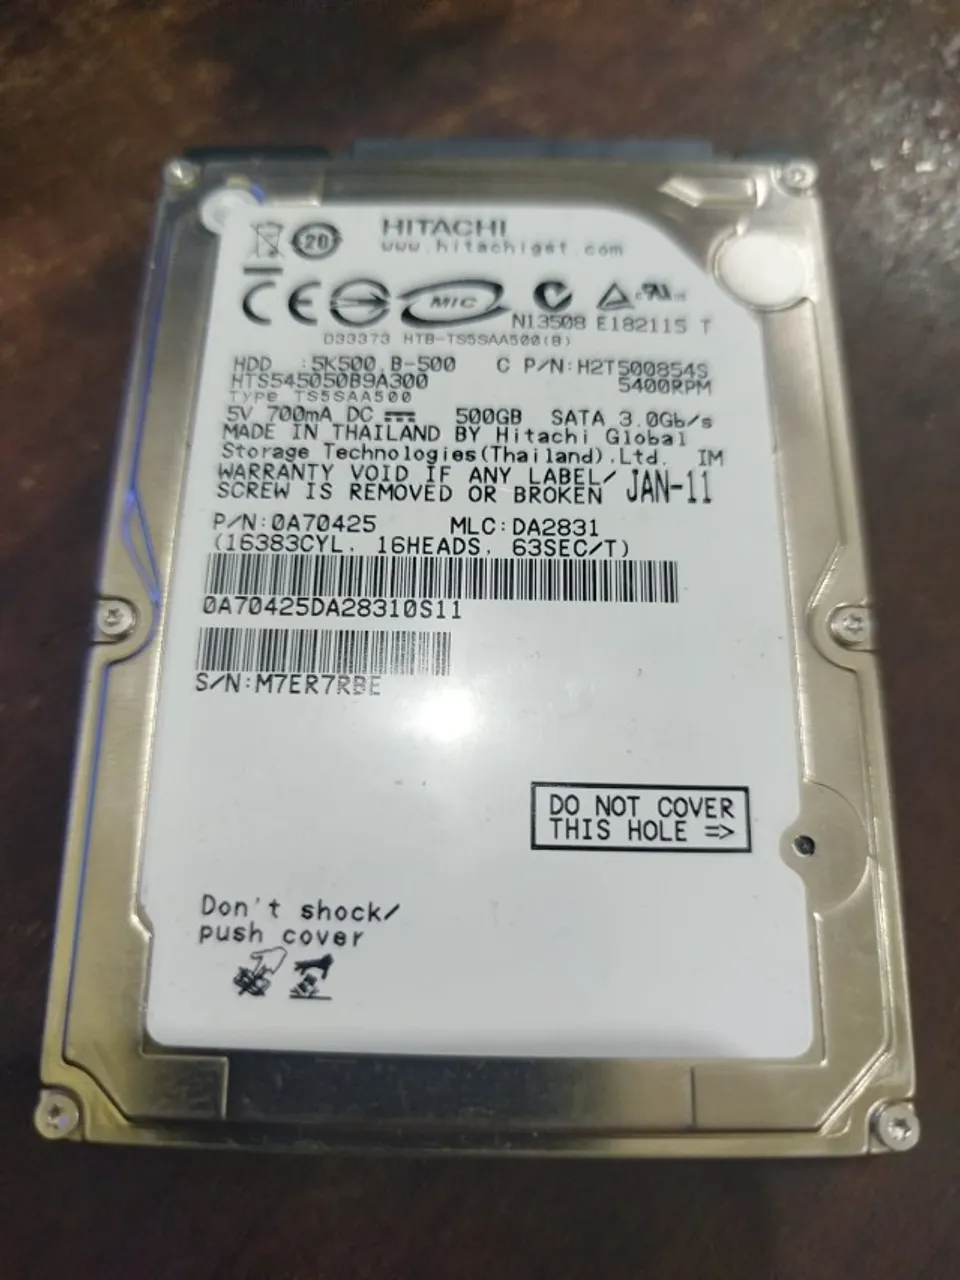 20
HITACHI
www.hitachigst.com
CE MIC
N13508 E182115 T
D33373 HTB-TS5SAA500(B)
HDD :5K500.B-500 C P/N:H2T500854S
HTS545050B9A300 5400RPM
Type TS5SAA500
5V 700mA DC 500GB SATA 3.0Gb/s
MADE IN THAILAND BY Hitachi Global
Storage Technologies(Thailand).Ltd. IM
WARRANTY VOID IF ANY LABEL/
SCREW IS REMOVED OR BROKEN JAN-11
P/N:0A70425 MLC:DA2831
(16383CYL. 16HEADS. 63SEC/T)
0A70425DA28310S11
S/N:M7ER7RBE
DO NOT COVER
THIS HOLE =>
Don't shock/
push cover